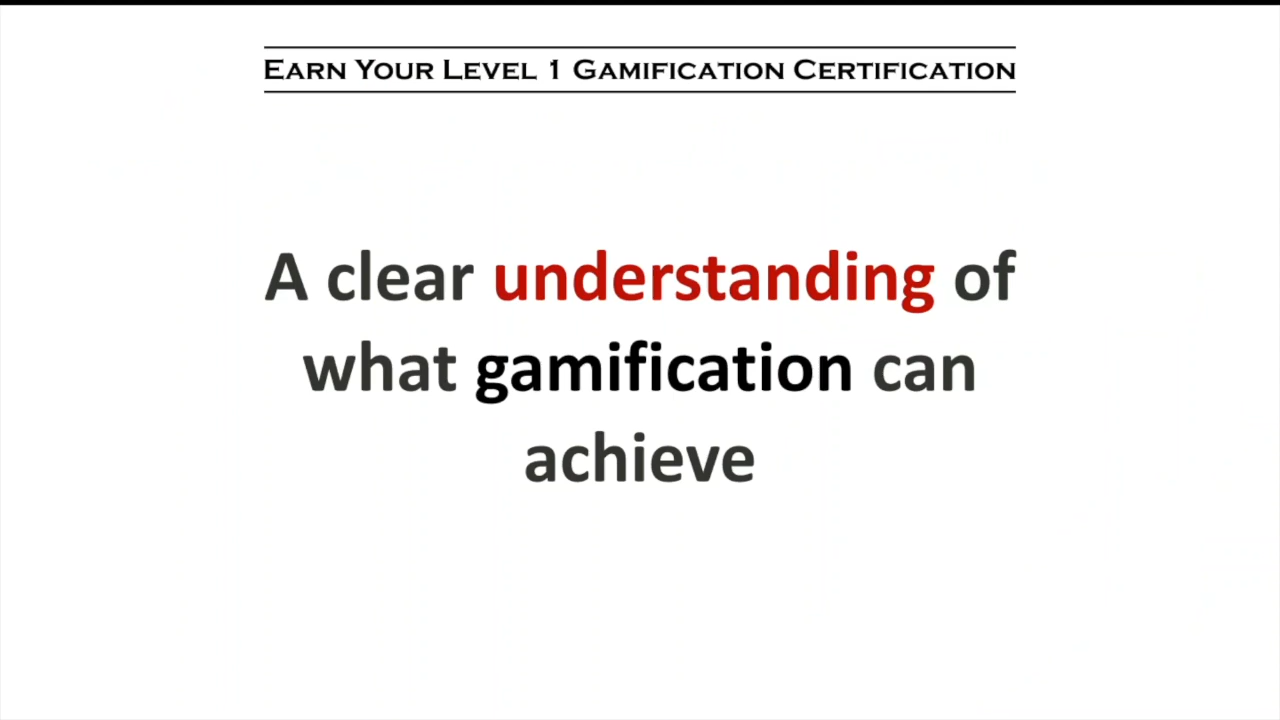 Earn Your Level 1 Gamification Certification
A clear understanding of
what gamification can
achieve